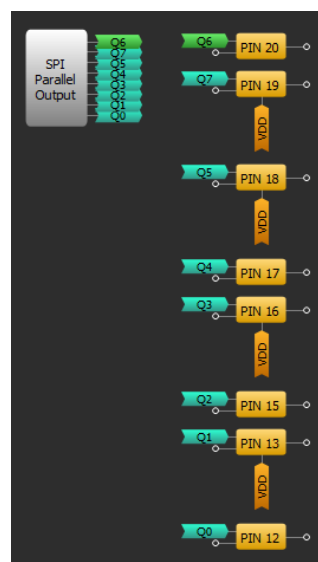 SPI
Parallel
Output
Q6
Q7
Q5
Q4
Q3
Q2
Q1
Q0
Q6
PIN 20
Q7
PIN 19
VDD
Q5
PIN 18
VDD
Q4
PIN 17
Q3
PIN 16
VDD
Q2
PIN 15
Q1
PIN 13
VDD
Q0
PIN 12